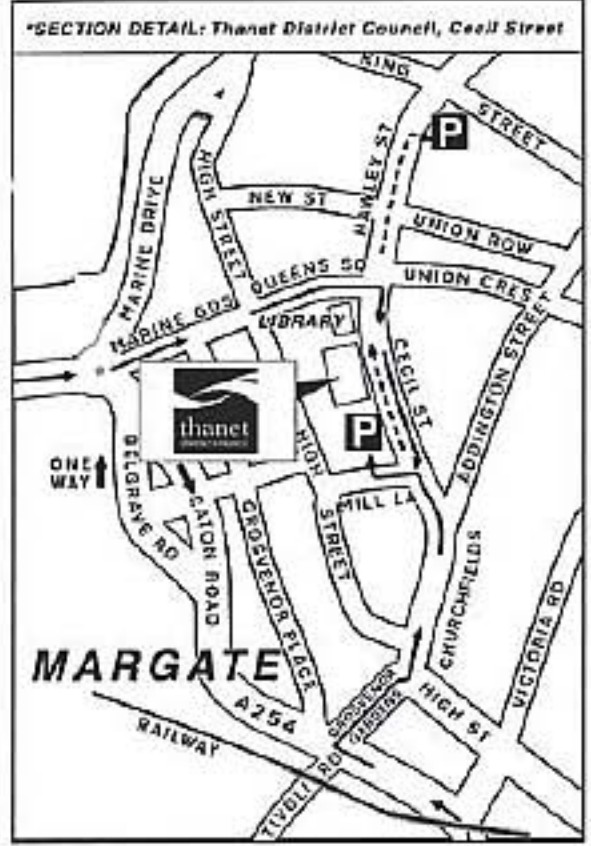 *SECTION DETAIL: Thanet District Council, Cecil Street
KING
STREET
P
HAWLEY ST
HIGH STREET
NEW ST
MARINE DRIVE
UNION ROW
QUEENS SQ
UNION CRES
MARINE GDS
LIBRARY
CECIL ST
ADDINGTON STREET
thanet
P
HIGH
STREET
ONE
WAY
BELGRAVE RD
EATON ROAD
GROSVENOR PLACE
MILL LA
CHURCHFIELDS
VICTORIA RD
MARGATE
A254
GROSVENOR
GARDENS
HIGH ST
RAILWAY
TIVOLI RD